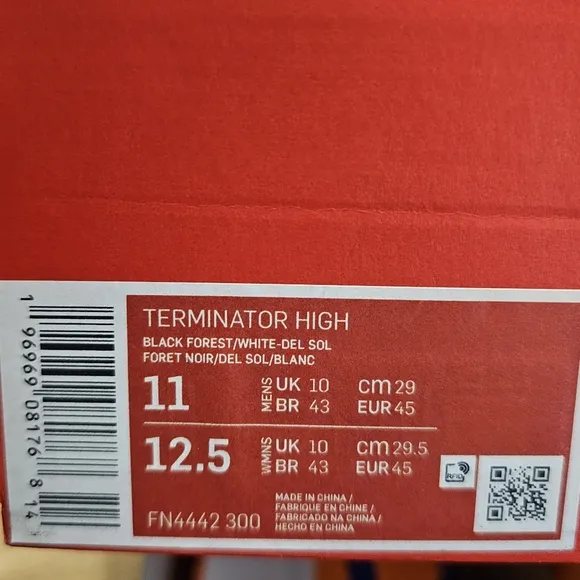 TERMINATOR HIGH
BLACK FOREST/WHITE-DEL SOL
FORET NOIR/DEL SOL/BLANC
11 MENS UK 10 CM 29
BR 43 EUR 45
12.5 WMNS UK 10 CM 29.5
BR 43 EUR 45
RFID
MADE IN CHINA/
FABRIQUE EN CHINE /
FABRICADO NA CHINA/
HECHO EN CHINA
FN4442 300
1 96969 08176 8 14